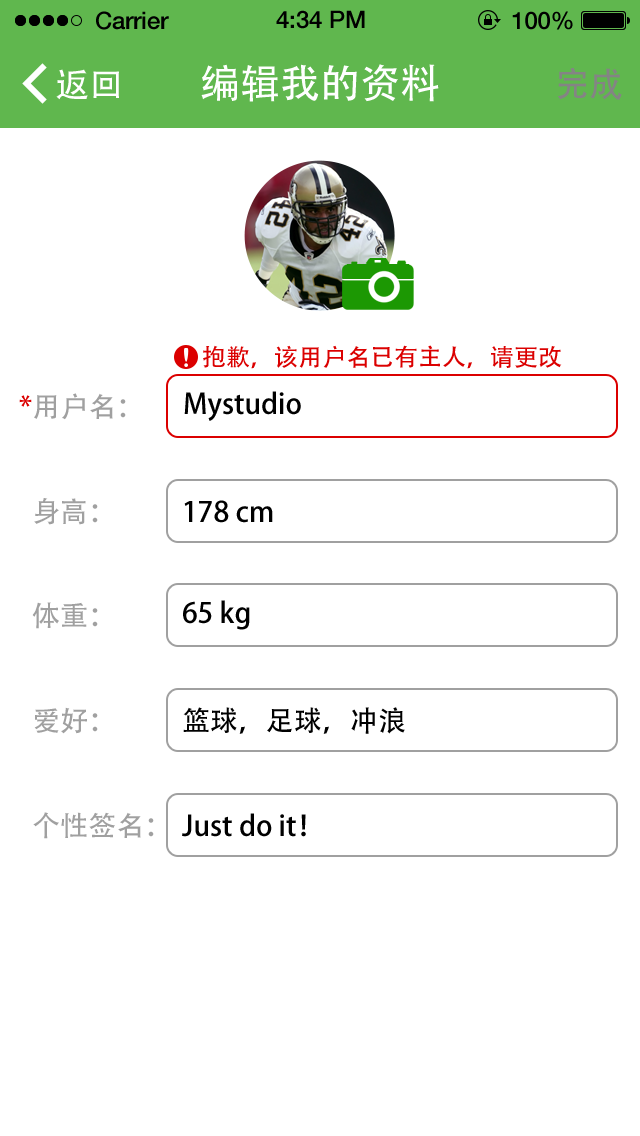 Carrier 4:34 PM 100%
返回 编辑我的资料 完成
42 42
42
抱歉，该用户名已有主人，请更改
*用户名： Mystudio
身高： 178 cm
体重： 65 kg
爱好： 篮球，足球，冲浪
个性签名： Just do it!